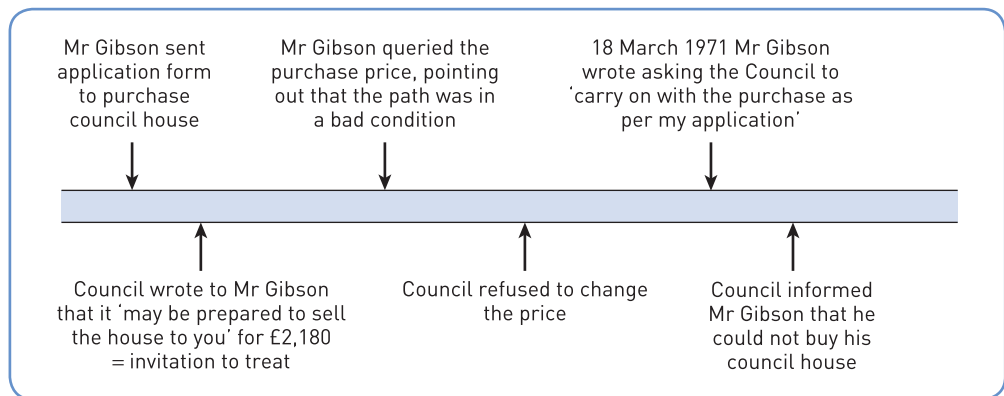 Mr Gibson sent
application form
to purchase
council house
Mr Gibson queried the
purchase price, pointing
out that the path was in
a bad condition
18 March 1971 Mr Gibson
wrote asking the Council to
‘carry on with the purchase as
per my application’
Council wrote to Mr Gibson
that it ‘may be prepared to sell
the house to you’ for £2,180
= invitation to treat
Council refused to change
the price
Council informed
Mr Gibson that he
could not buy his
council house